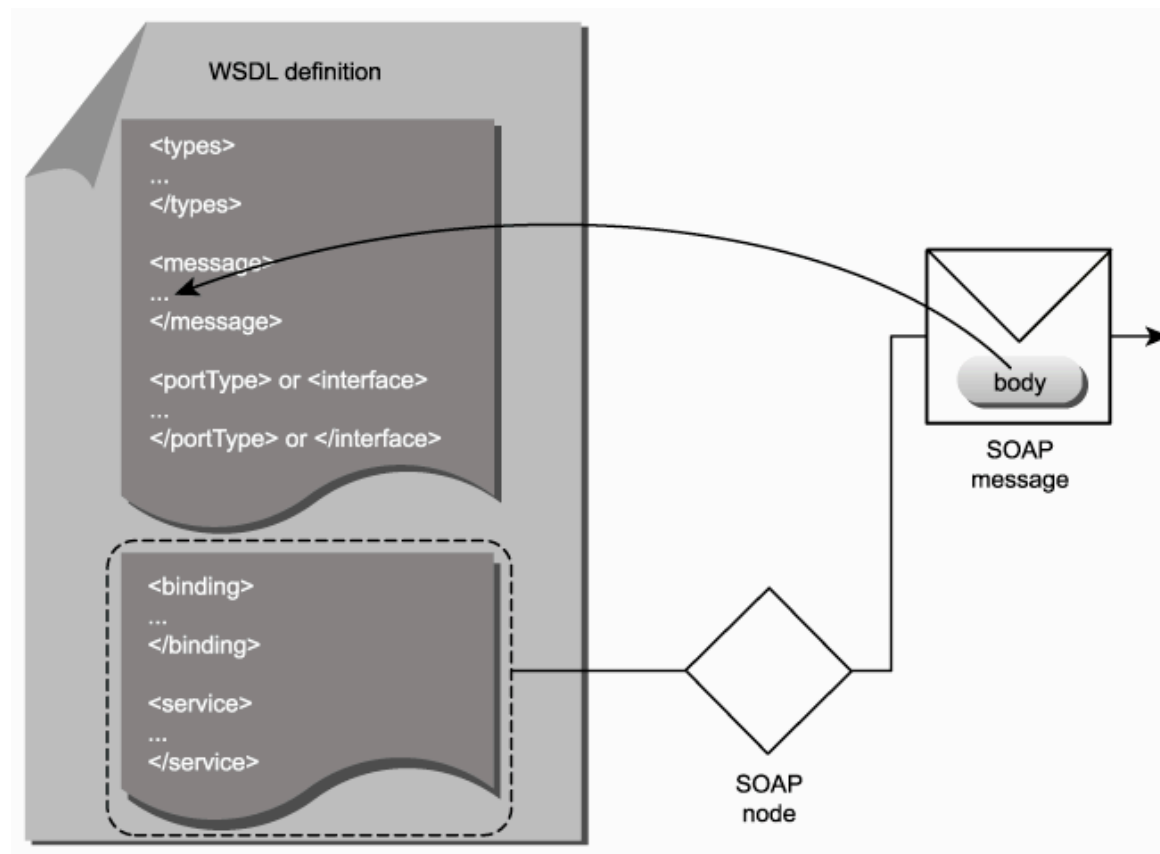 WSDL definition
<types>
...
</types>
<message>
...
</message>
<portType> or <interface>
...
</portType> or </interface>
<binding>
...
</binding>
<service>
...
</service>
body
SOAP
message
SOAP
node